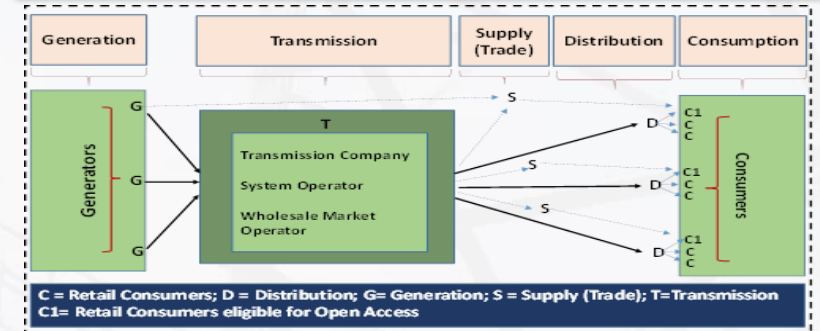 Generation
Transmission
Supply
(Trade)
Distribution
Consumption
G
S
T
Transmission Company
System Operator
Wholesale Market
Operator
Generators
G
G
D
C1
C
C
S
D
C1
C
C
S
D
C1
C
C
Consumers
C = Retail Consumers; D = Distribution; G= Generation; S = Supply (Trade); T=Transmission
C1= Retail Consumers eligible for Open Access